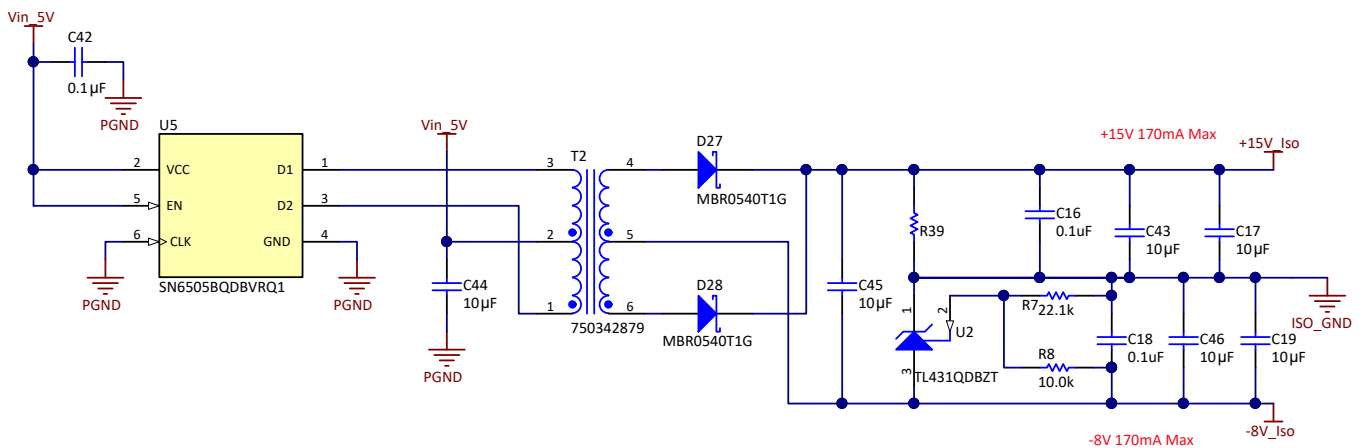 Vin_5V
C42
0.1µF
PGND
U5
2
VCC
D1
1
5
EN
D2
3
6
CLK
GND
4
PGND
SN6505BQDBVRQ1
PGND
Vin_5V
C44
10µF
PGND
T2
3
4
2
5
1
6
750342879
D27
MBR0540T1G
D28
MBR0540T1G
C45
10µF
R39
C16
0.1uF
C43
10µF
C17
10µF
+15V 170mA Max
+15V_Iso
1
2
3
U2
TL431QDBZT
R7
22.1k
R8
10.0k
C18
0.1uF
C46
10µF
C19
10µF
ISO_GND
-8V_Iso
-8V 170mA Max